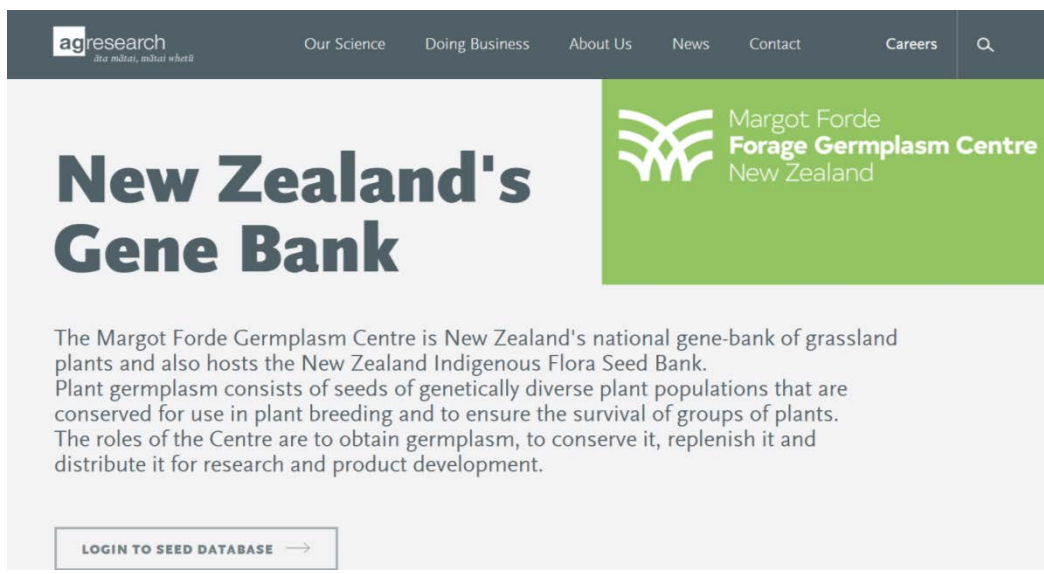 agresearch
āta mātai, mātai whetū
Our Science Doing Business About Us News Contact Careers
Margot Forde
Forage Germplasm Centre
New Zealand
New Zealand's
Gene Bank
The Margot Forde Germplasm Centre is New Zealand's national gene-bank of grassland
plants and also hosts the New Zealand Indigenous Flora Seed Bank.
Plant germplasm consists of seeds of genetically diverse plant populations that are
conserved for use in plant breeding and to ensure the survival of groups of plants.
The roles of the Centre are to obtain germplasm, to conserve it, replenish it and
distribute it for research and product development.
LOGIN TO SEED DATABASE